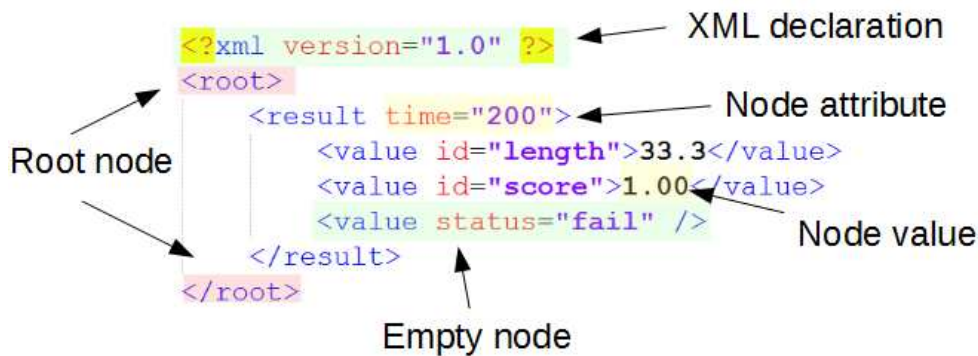 <?xml version="1.0" ?>
XML declaration
<root>
<result time="200">
Node attribute
<value id="length">33.3</value>
Root node
<value id="score">1.00</value>
<value status="fail" />
Node value
</result>
</root>
Empty node